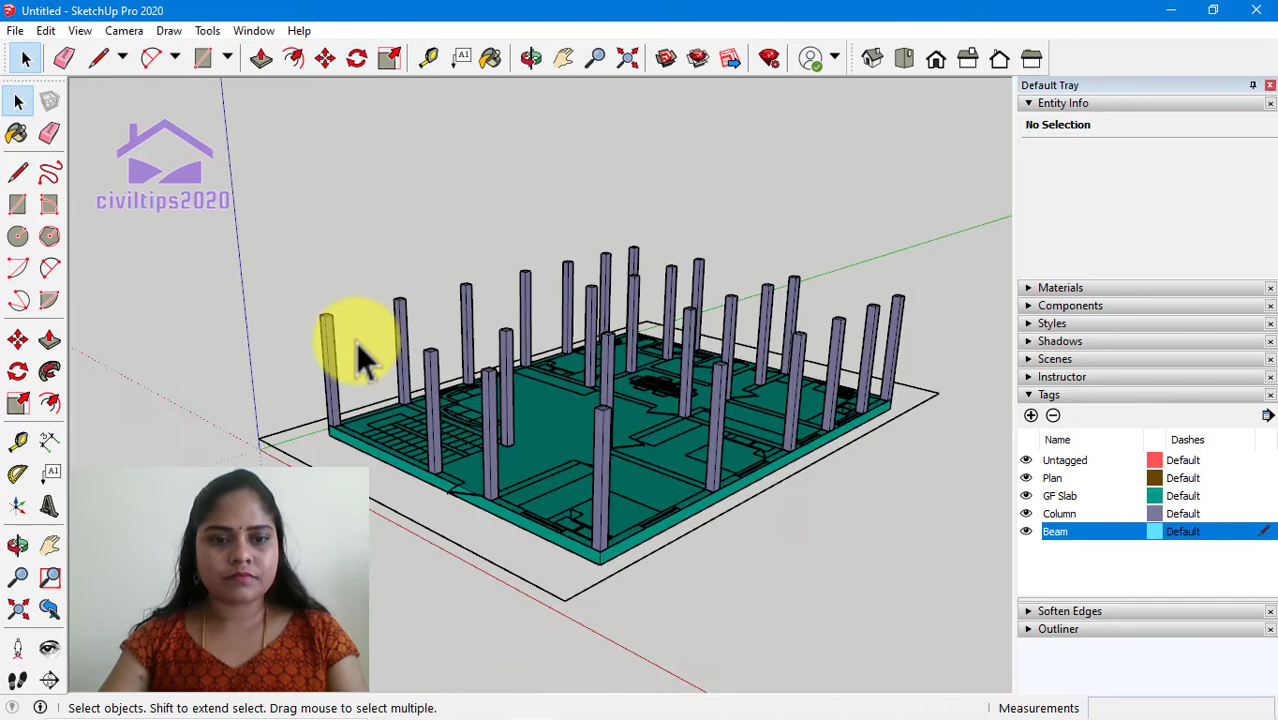 Untitled - SketchUp Pro 2020
File Edit View Camera Draw Tools Window Help
A1
civiltips2020
A1
Default Tray
Entity Info
No Selection
Materials
Components
Styles
Shadows
Scenes
Instructor
Tags
Name Dashes
Untagged Default
Plan Default
GF Slab Default
Column Default
Beam Default
Soften Edges
Outliner
Select objects. Shift to extend select. Drag mouse to select multiple.
Measurements